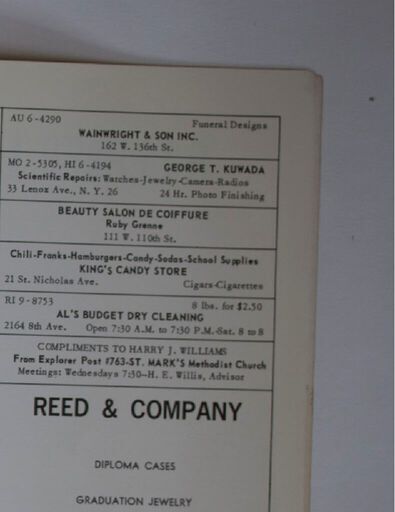 AU 6-4290 Funeral Designs
WAINWRIGHT & SON INC.
162 W. 136th St.
MO 2-5305, HI 6-4194 GEORGE T. KUWADA
Scientific Repairs: Watches-Jewelry-Camera-Radios
33 Lenox Ave., N. Y. 26 24 Hr. Photo Finishing
BEAUTY SALON DE COIFFURE
Ruby Grenne
111 W. 110th St.
Chili-Franks-Hamburgers-Candy-Sodas-School Supplies
KING'S CANDY STORE
21 St. Nicholas Ave. Cigars-Cigarettes
RI 9-8753 8 lbs. for $2.50
AL'S BUDGET DRY CLEANING
2164 8th Ave. Open 7:30 A.M. to 7:30 P.M.-Sat. 8 to 8
COMPLIMENTS TO HARRY J. WILLIAMS
From Explorer Post #763-ST. MARK'S Methodist Church
Meetings: Wednesdays 7:30--H. E. Willis, Advisor
REED & COMPANY
DIPLOMA CASES
GRADUATION JEWELRY